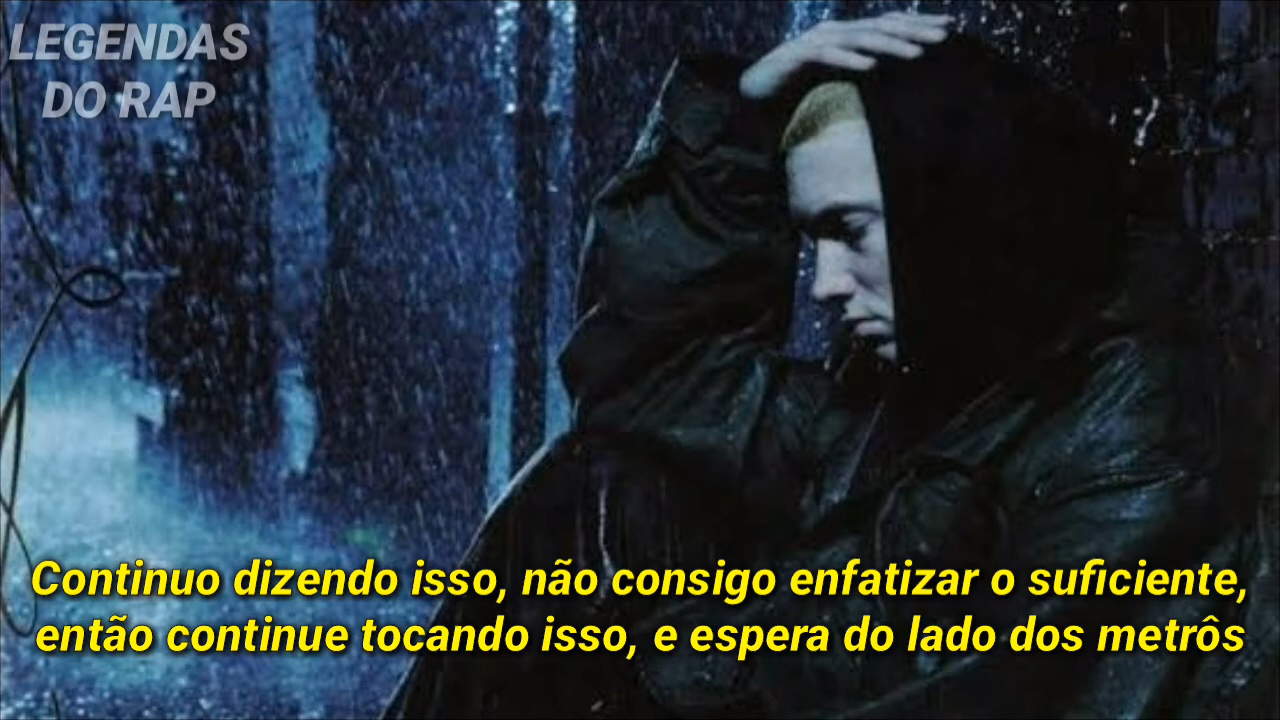 LEGENDAS
DO RAP
Continuo dizendo isso, não consigo enfatizar o suficiente,
então continue tocando isso, e espera do lado dos metrôs